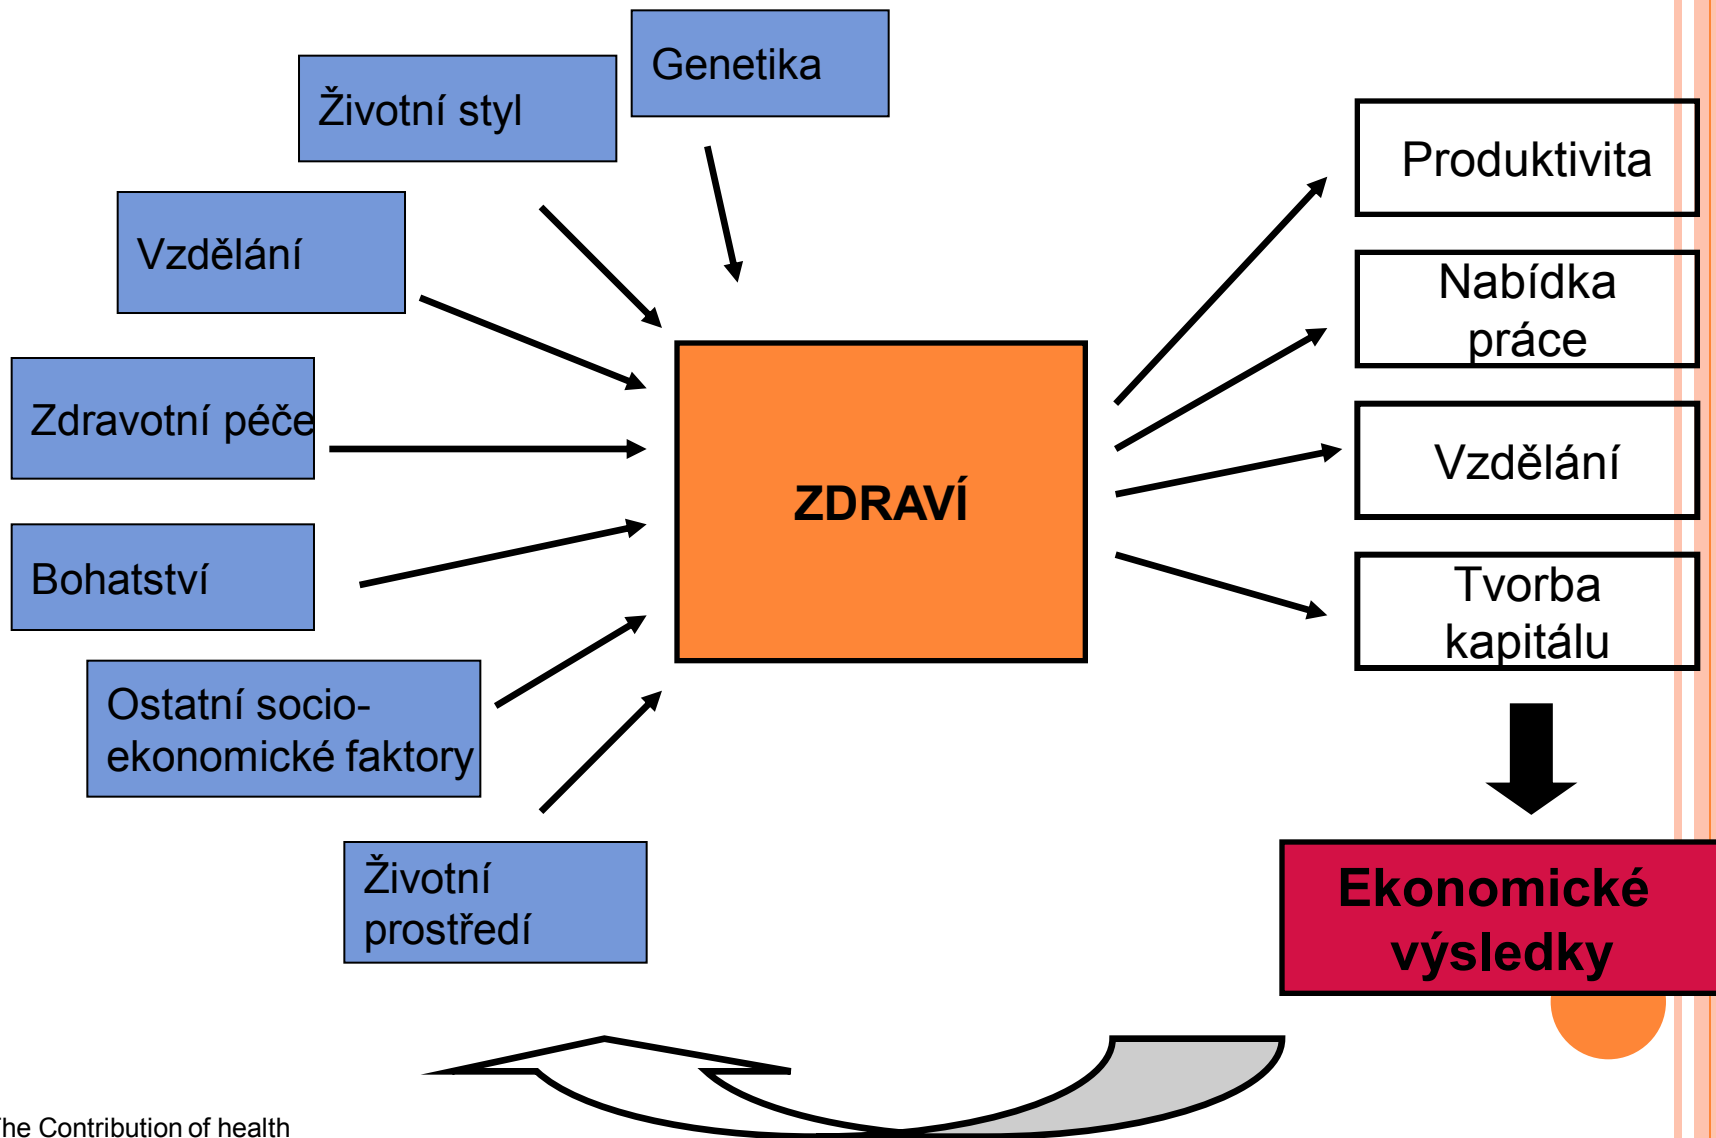 Genetika
Životní styl
Vzdělání
Zdravotní péče
Bohatství
Ostatní socio-
ekonomické faktory
Životní
prostředí
ZDRAVÍ
Produktivita
Nabídka
práce
Vzdělání
Tvorba
kapitálu
Ekonomické
výsledky
The Contribution of health